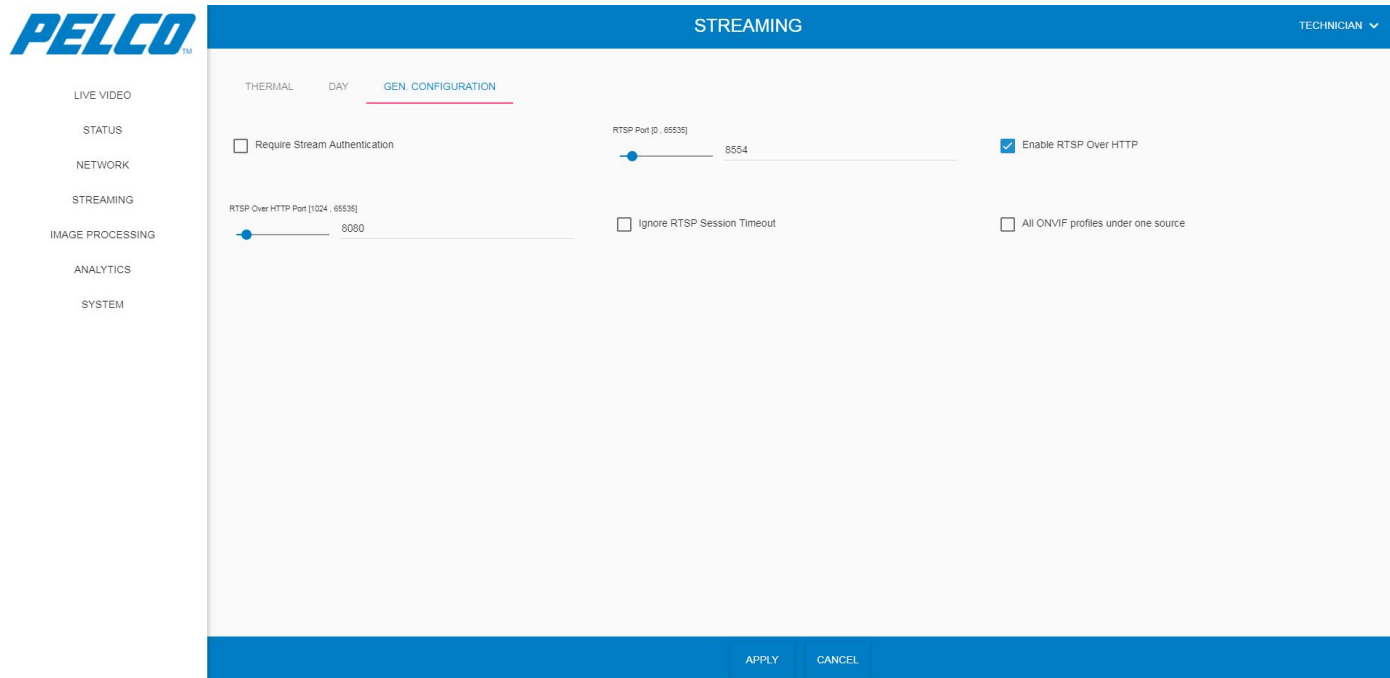 PELCO
TM
STREAMING
TECHNICIAN
LIVE VIDEO
STATUS
NETWORK
STREAMING
IMAGE PROCESSING
ANALYTICS
SYSTEM
THERMAL DAY GEN. CONFIGURATION
Require Stream Authentication
RTSP Port [0 , 65535]
8554
Enable RTSP Over HTTP
RTSP Over HTTP Port [1024 , 65535]
8080
Ignore RTSP Session Timeout
All ONVIF profiles under one source
APPLY CANCEL